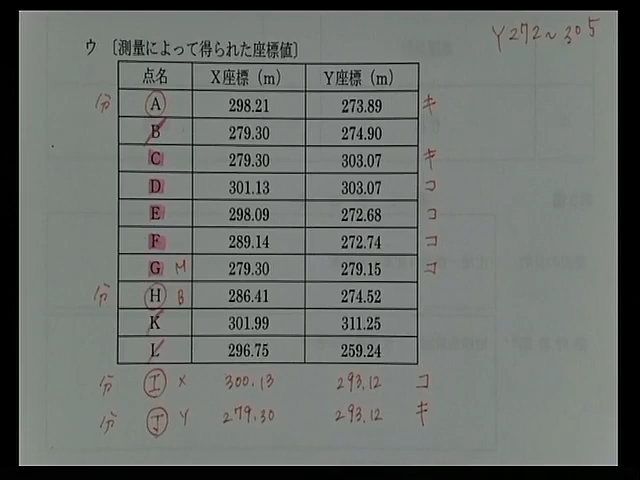 Y272~305
ウ 〔測量によって得られた座標値〕
点名 X座標（m） Y座標（m）
分 A 298.21 273.89 キ
B 279.30 274.90
C 279.30 303.07 キ
D 301.13 303.07 コ
E 298.09 272.68 コ
F 289.14 272.74 コ
G M 279.30 279.15 コ
分 H B 286.41 274.52
K 301.99 311.25
L 296.75 259.24
分 I X 300.13 293.12 コ
分 J Y 279.30 293.12 キ